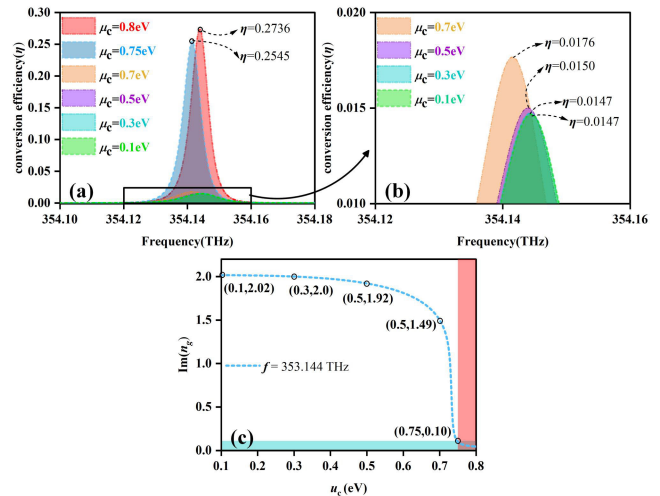 0.30
0.25
0.20
0.15
0.10
0.05
0.00
conversion efficiency(η)
μc=0.8eV
μc=0.75eV
μc=0.7eV
μc=0.5eV
μc=0.3eV
μc=0.1eV
η=0.2736
η=0.2545
(a)
354.10 354.12 354.14 354.16 354.18
Frequency(THz)
0.020
0.015
0.010
conversion efficiency(η)
μc=0.7eV
μc=0.5eV
μc=0.3eV
μc=0.1eV
η=0.0176
η=0.0150
η=0.0147
η=0.0147
(b)
354.12 354.14 354.16
Frequency(THz)
2.0
1.5
1.0
0.5
0.0
Im(ng)
(0.1,2.02)
(0.3,2.0)
(0.5,1.92)
(0.5,1.49)
f = 353.144 THz
(0.75,0.10)
(c)
0.1 0.2 0.3 0.4 0.5 0.6 0.7 0.8
uc (eV)